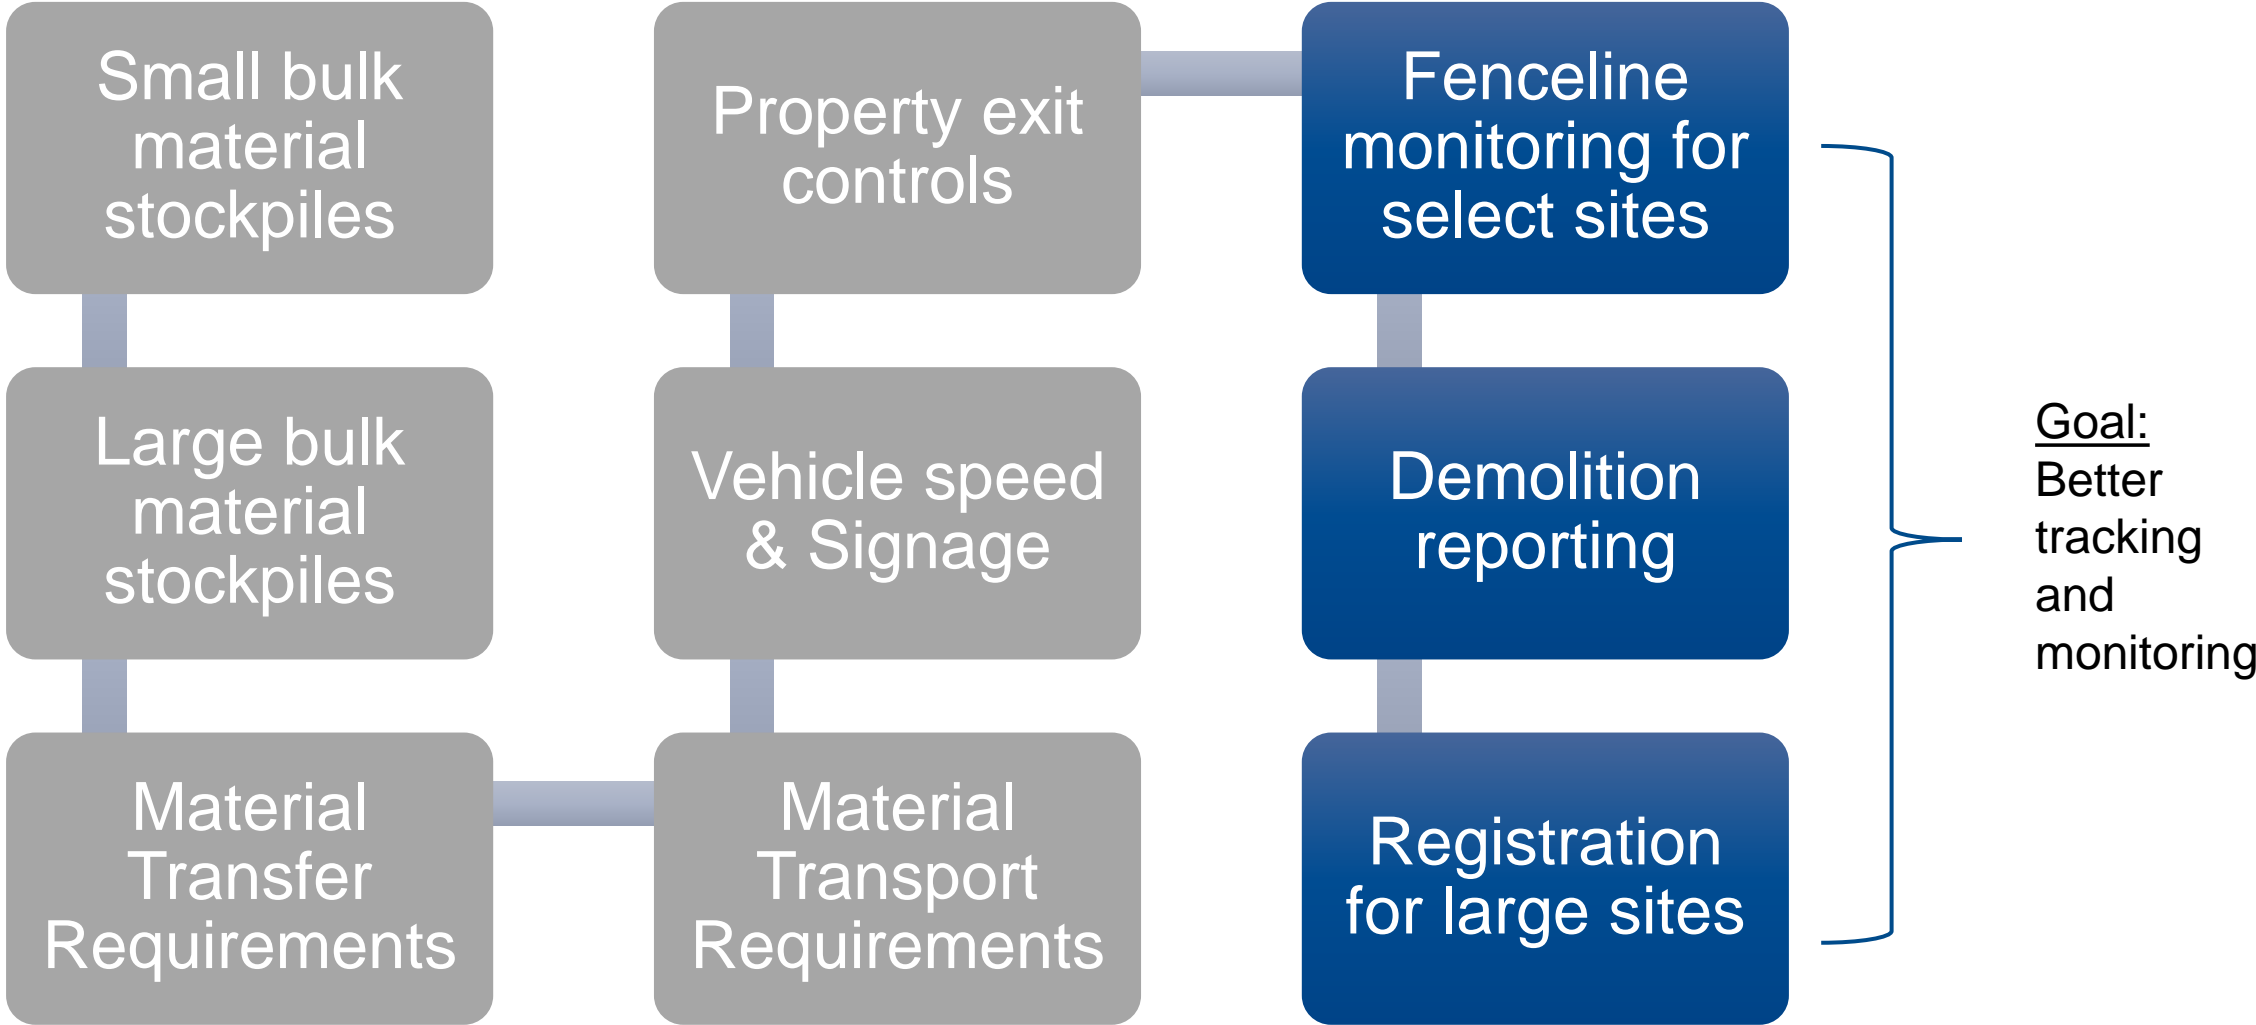 Small bulk
material
stockpiles
Large bulk
material
stockpiles
Material
Transfer
Requirements
Material
Transport
Requirements
Vehicle speed
& Signage
Property exit
controls
Fenceline
monitoring for
select sites
Demolition
reporting
Registration
for large sites
Goal:
Better
tracking
and
monitoring